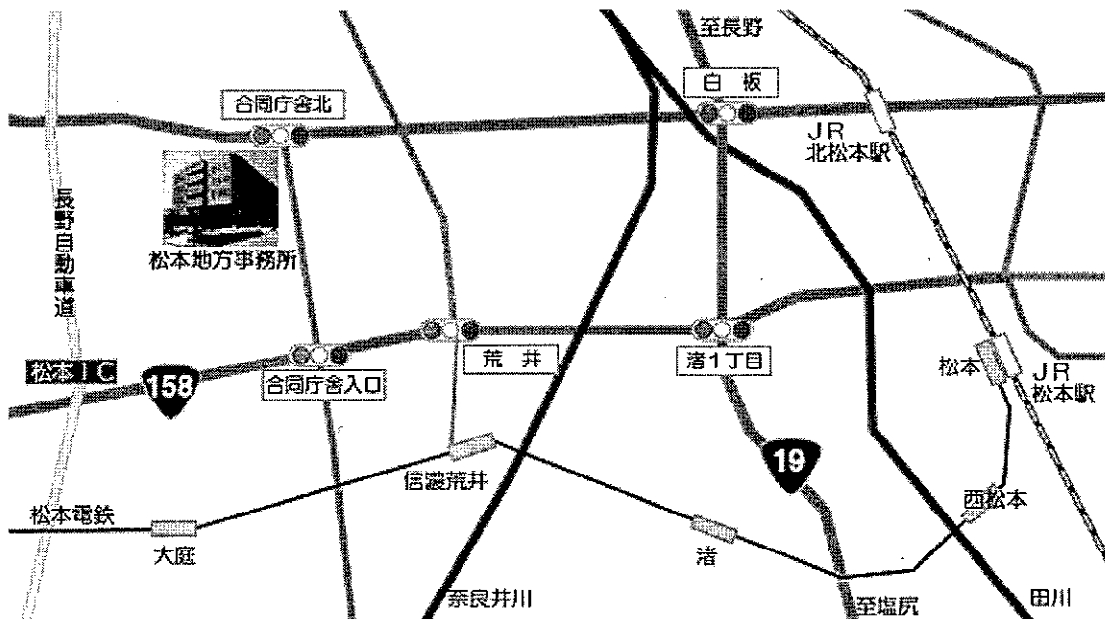 至長野
白板
合同庁舎北
JR
北松本駅
長野自動車道
松本地方事務所
松本IC
158
合同庁舎入口
荒井
渚1丁目
松本
JR
松本駅
19
信濃荒井
西松本
松本電鉄
大庭
渚
奈良井川
至塩尻
田川